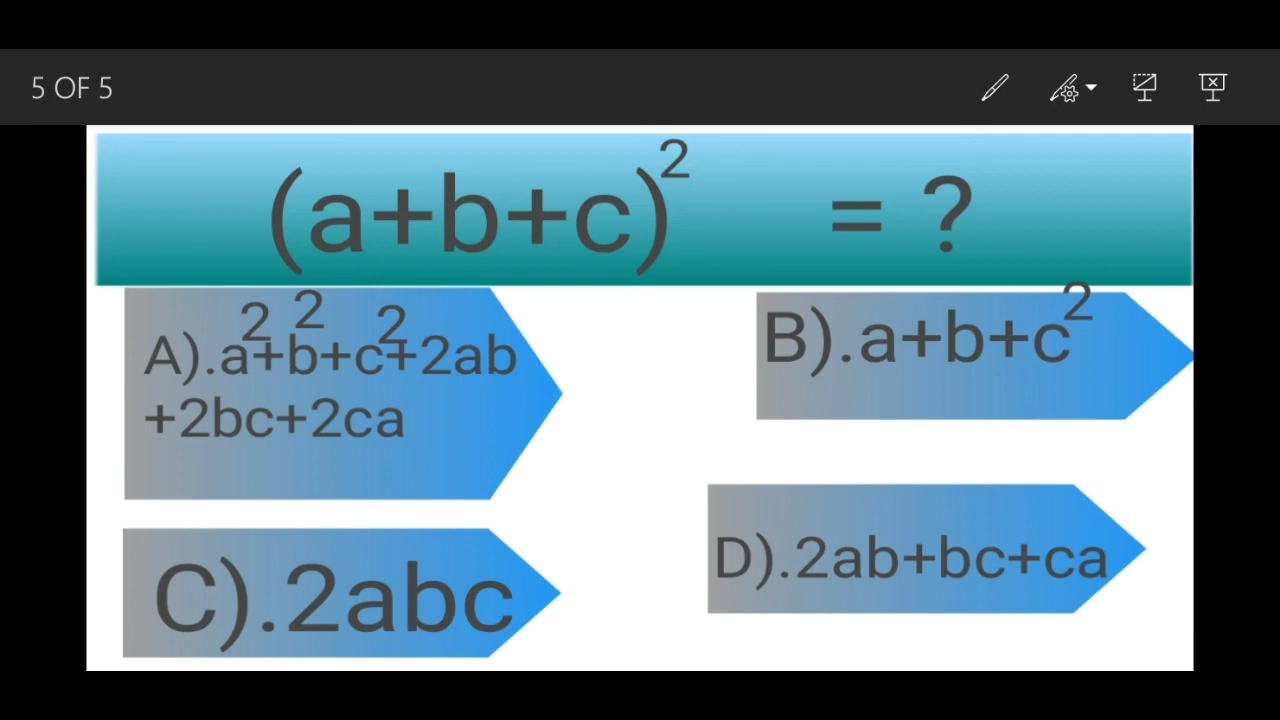 5 OF 5
(a+b+c)² = ?
A).a²+b²+c²+2ab
+2bc+2ca
B).a+b+c²
C).2abc
D).2ab+bc+ca